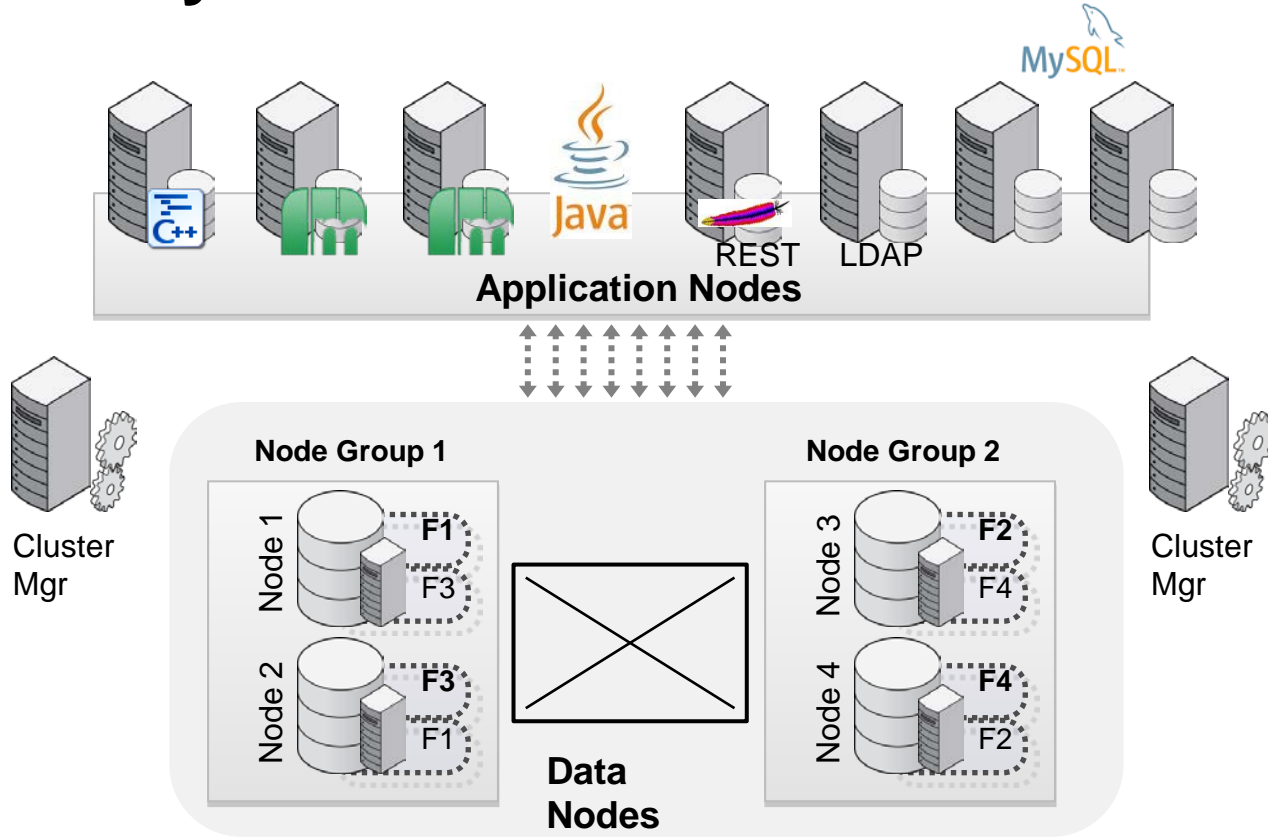 MySQL™
C++
Java
REST
LDAP
Application Nodes
Cluster
Mgr
Node Group 1
Node 1
F1
F3
Node 2
F3
F1
Node Group 2
Node 3
F2
F4
Node 4
F4
F2
Data
Nodes
Cluster
Mgr